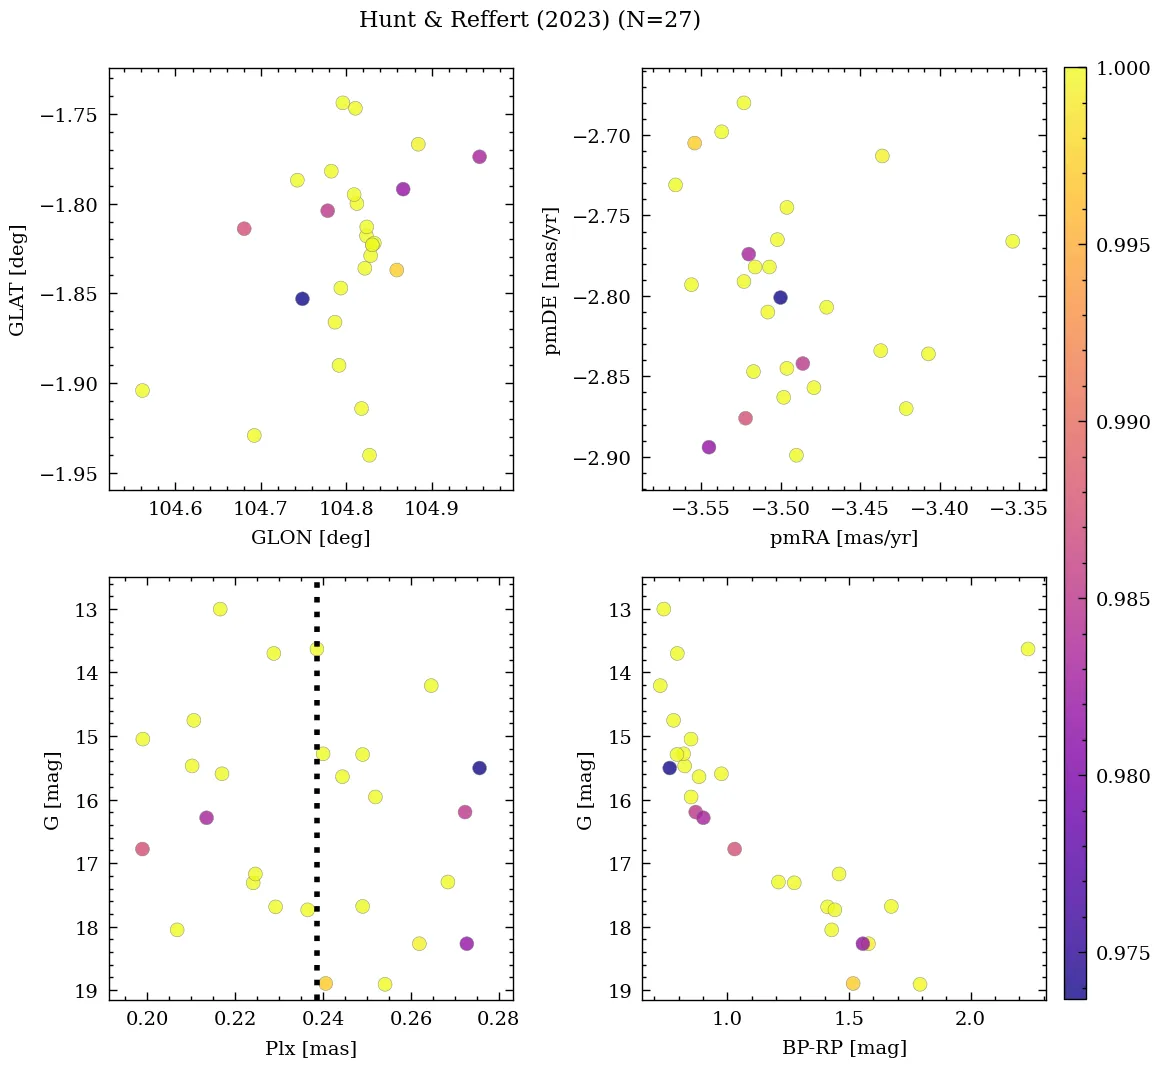 Hunt & Reffert (2023) (N=27)
−1.75
−1.80
−1.85
−1.90
−1.95
GLAT [deg]
104.6 104.7 104.8 104.9
GLON [deg]
−2.70
−2.75
−2.80
−2.85
−2.90
pmDE [mas/yr]
−3.55 −3.50 −3.45 −3.40 −3.35
pmRA [mas/yr]
13
14
15
16
17
18
19
G [mag]
0.20 0.22 0.24 0.26 0.28
Plx [mas]
13
14
15
16
17
18
19
G [mag]
1.0 1.5 2.0
BP-RP [mag]
1.000
0.995
0.990
0.985
0.980
0.975